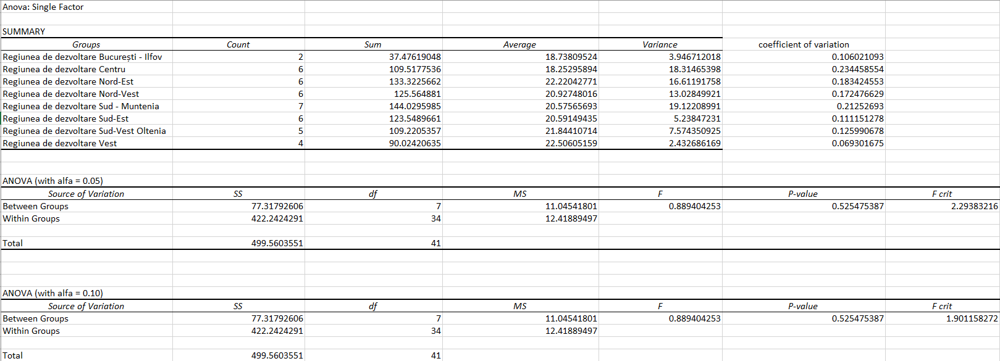 Anova: Single Factor
SUMMARY
Groups Count Sum Average Variance coefficient of variation
Regiunea de dezvoltare București - Ilfov 2 37.47619048 18.73809524 3.946712018 0.106021093
Regiunea de dezvoltare Centru 6 109.5177536 18.25295894 18.31465398 0.234458554
Regiunea de dezvoltare Nord-Est 6 133.3225662 22.22042771 16.61191758 0.183424553
Regiunea de dezvoltare Nord-Vest 6 125.564881 20.92748016 13.02849921 0.172476629
Regiunea de dezvoltare Sud - Muntenia 7 144.0295985 20.57565693 19.12208991 0.21252693
Regiunea de dezvoltare Sud-Est 6 123.5489661 20.59149435 5.23847231 0.111151278
Regiunea de dezvoltare Sud-Vest Oltenia 5 109.2205357 21.84410714 7.574350925 0.125990678
Regiunea de dezvoltare Vest 4 90.02420635 22.50605159 2.432686169 0.069301675
ANOVA (with alfa = 0.05)
Source of Variation SS df MS F P-value F crit
Between Groups 77.31792606 7 11.04541801 0.889404253 0.525475387 2.29383216
Within Groups 422.2424291 34 12.41889497
Total 499.5603551 41
ANOVA (with alfa = 0.10)
Source of Variation SS df MS F P-value F crit
Between Groups 77.31792606 7 11.04541801 0.889404253 0.525475387 1.901158272
Within Groups 422.2424291 34 12.41889497
Total 499.5603551 41